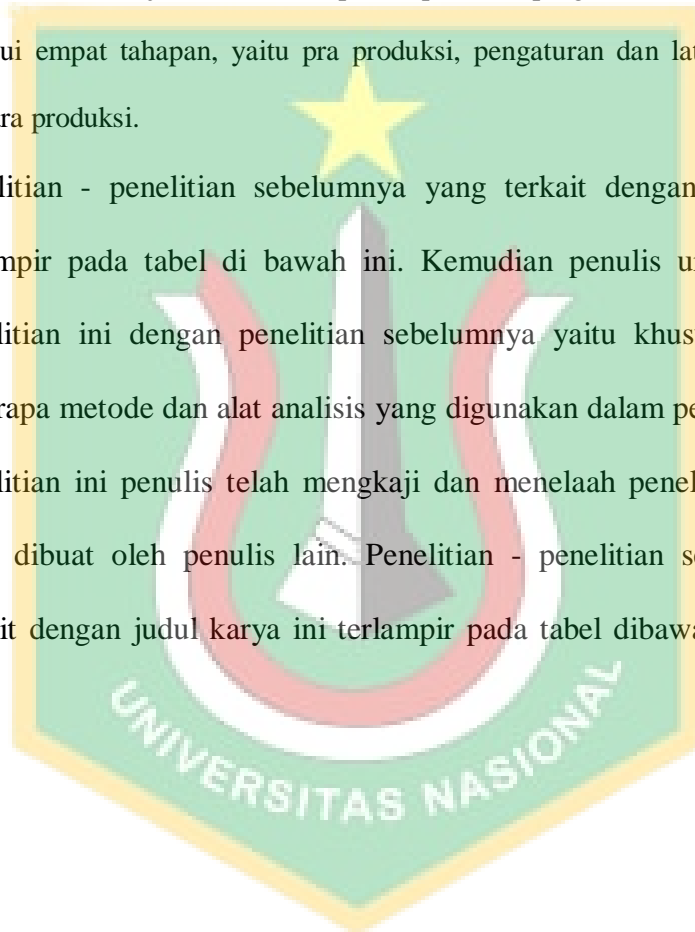 ui empat tahapan, yaitu pra produksi, pengaturan dan lat
ra produksi.
litian - penelitian sebelumnya yang terkait dengan
mpir pada tabel di bawah ini. Kemudian penulis u
litian ini dengan penelitian sebelumnya yaitu khus
rapa metode dan alat analisis yang digunakan dalam pe
litian ini penulis telah mengkaji dan menelaah penel
dibuat oleh penulis lain. Penelitian - penelitian s
it dengan judul karya ini terlampir pada tabel dibawa
UNIVERSITAS NASIONAL